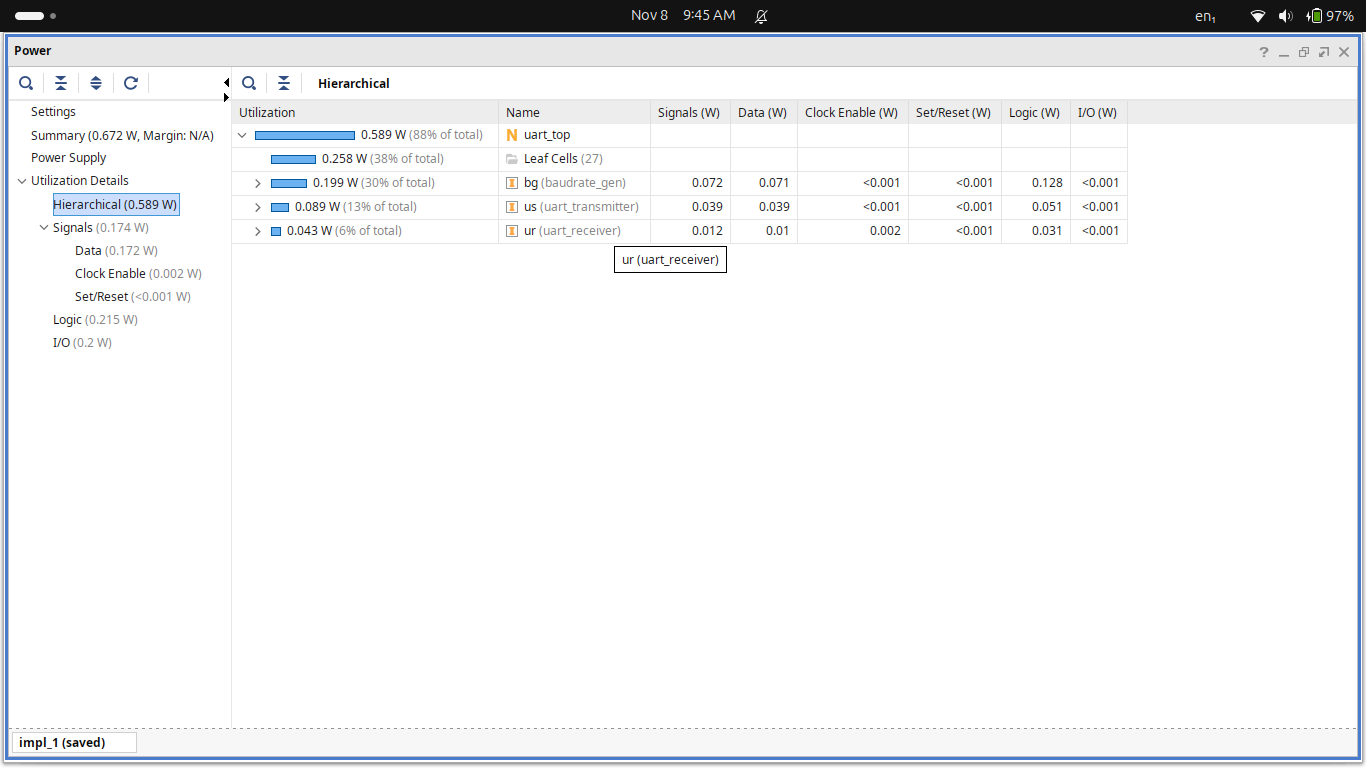 Nov 8 9:45 AM en₁ 97%
Power
Hierarchical
Settings
Summary (0.672 W, Margin: N/A)
Power Supply
Utilization Details
Hierarchical (0.589 W)
Signals (0.174 W)
Data (0.172 W)
Clock Enable (0.002 W)
Set/Reset (<0.001 W)
Logic (0.215 W)
I/O (0.2 W)
Utilization Name Signals (W) Data (W) Clock Enable (W) Set/Reset (W) Logic (W) I/O (W)
0.589 W (88% of total) N uart_top
0.258 W (38% of total) Leaf Cells (27)
0.199 W (30% of total) bg (baudrate_gen) 0.072 0.071 <0.001 <0.001 0.128 <0.001
0.089 W (13% of total) us (uart_transmitter) 0.039 0.039 <0.001 <0.001 0.051 <0.001
0.043 W (6% of total) ur (uart_receiver) 0.012 0.01 0.002 <0.001 0.031 <0.001
ur (uart_receiver)
impl_1 (saved)